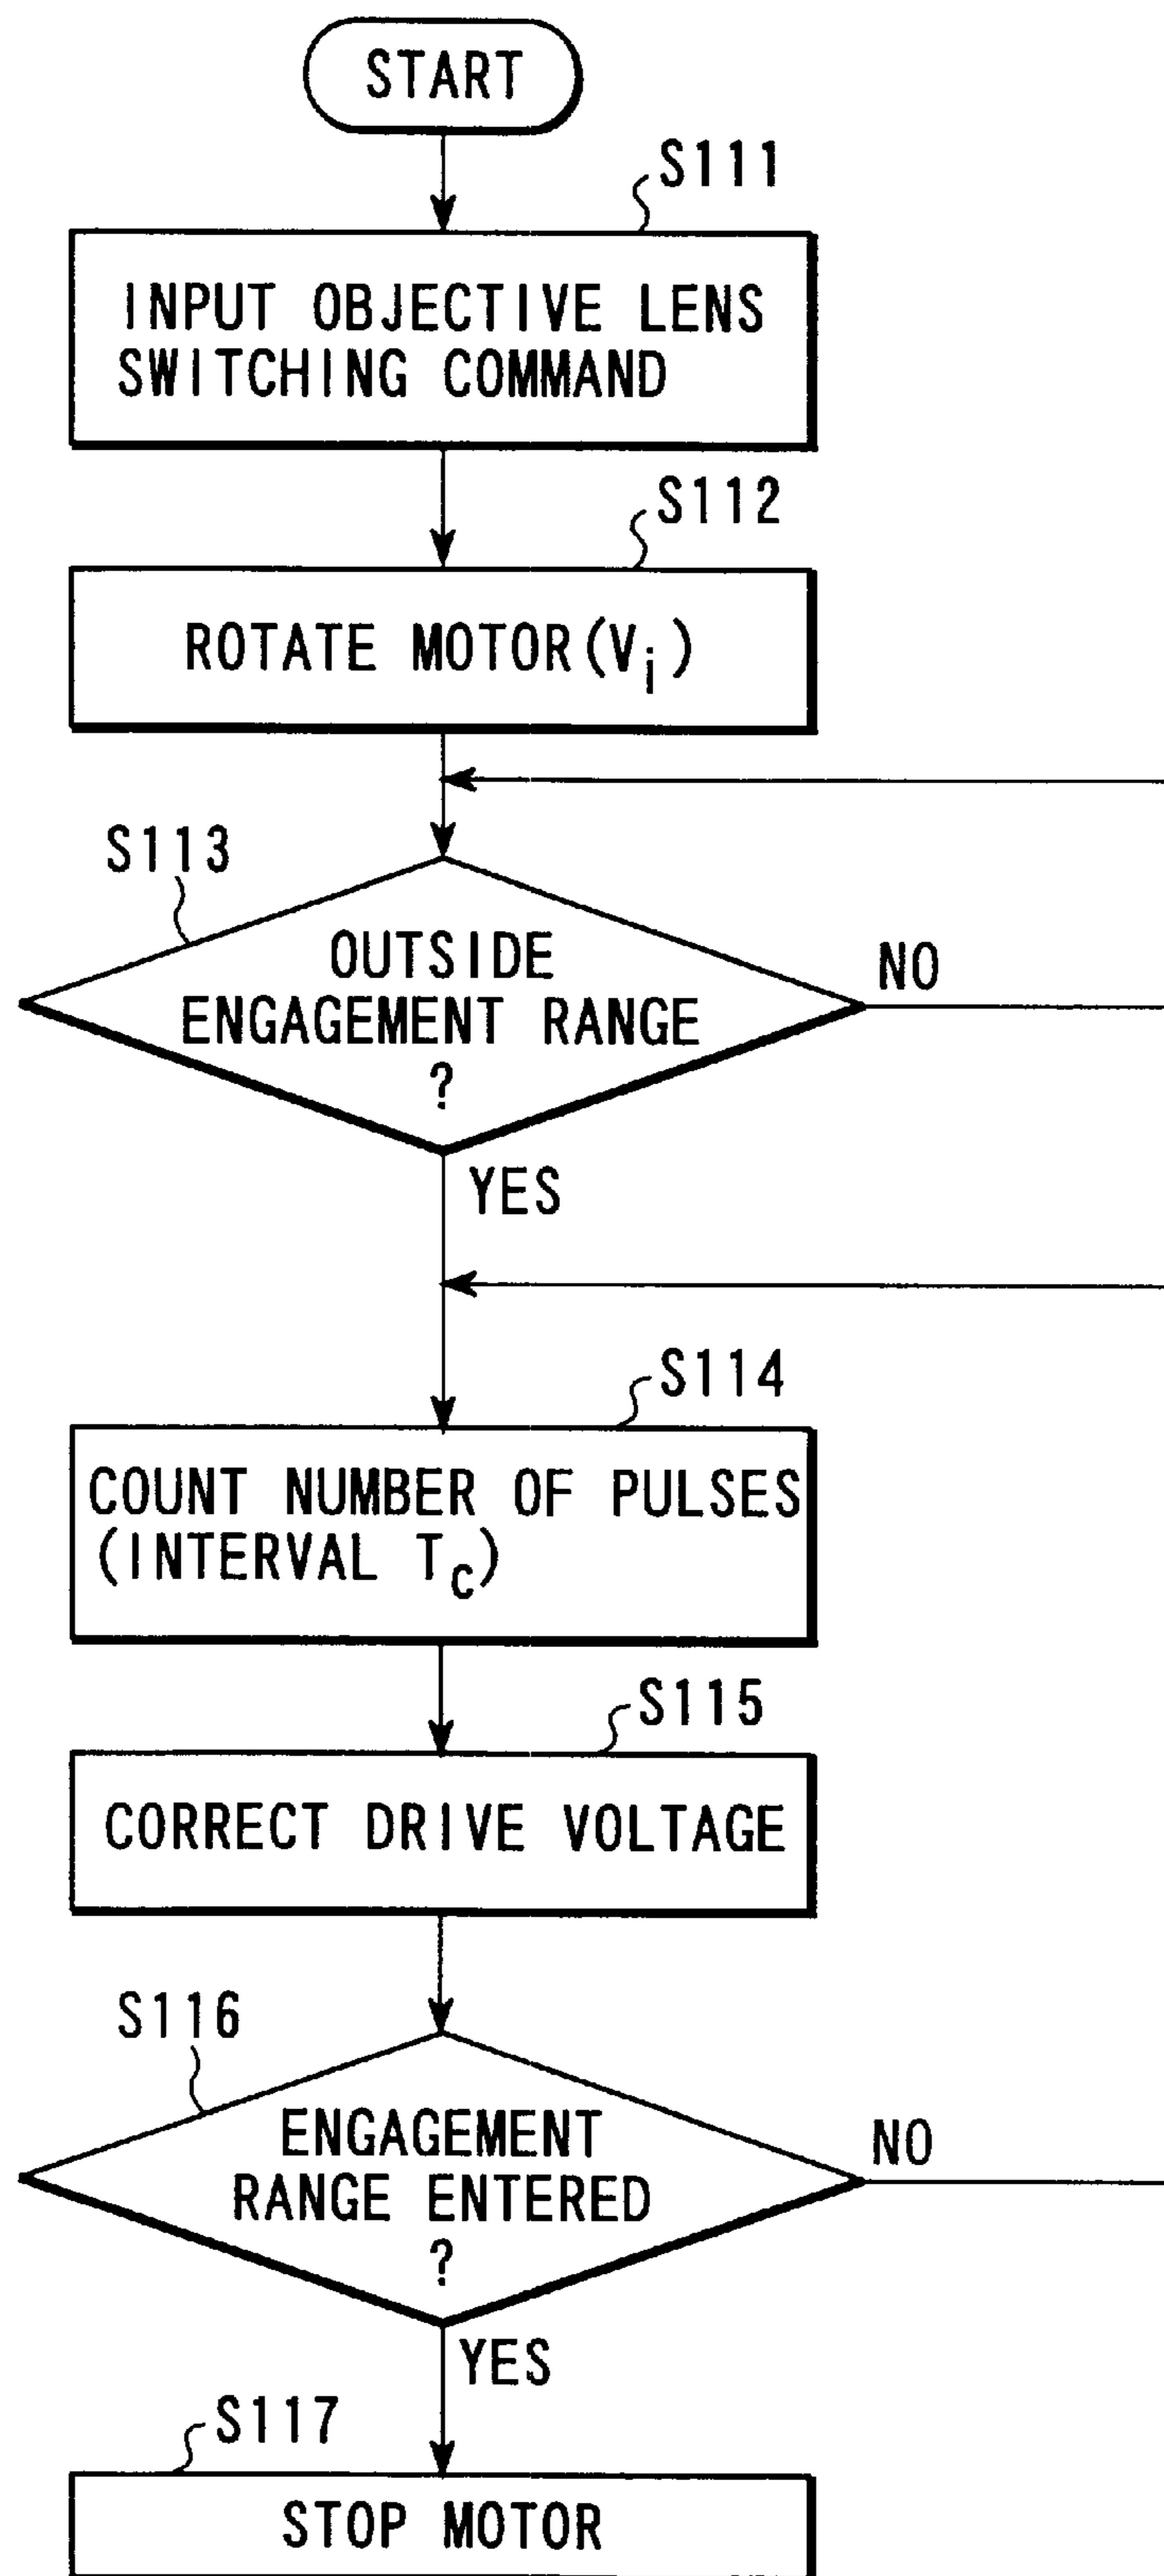 START
S111
INPUT OBJECTIVE LENS
SWITCHING COMMAND
S112
ROTATE MOTOR(Vi)
S113
OUTSIDE
ENGAGEMENT RANGE
?
NO
YES
S114
COUNT NUMBER OF PULSES
(INTERVAL Tc)
S115
CORRECT DRIVE VOLTAGE
S116
ENGAGEMENT
RANGE ENTERED
?
NO
YES
S117
STOP MOTOR